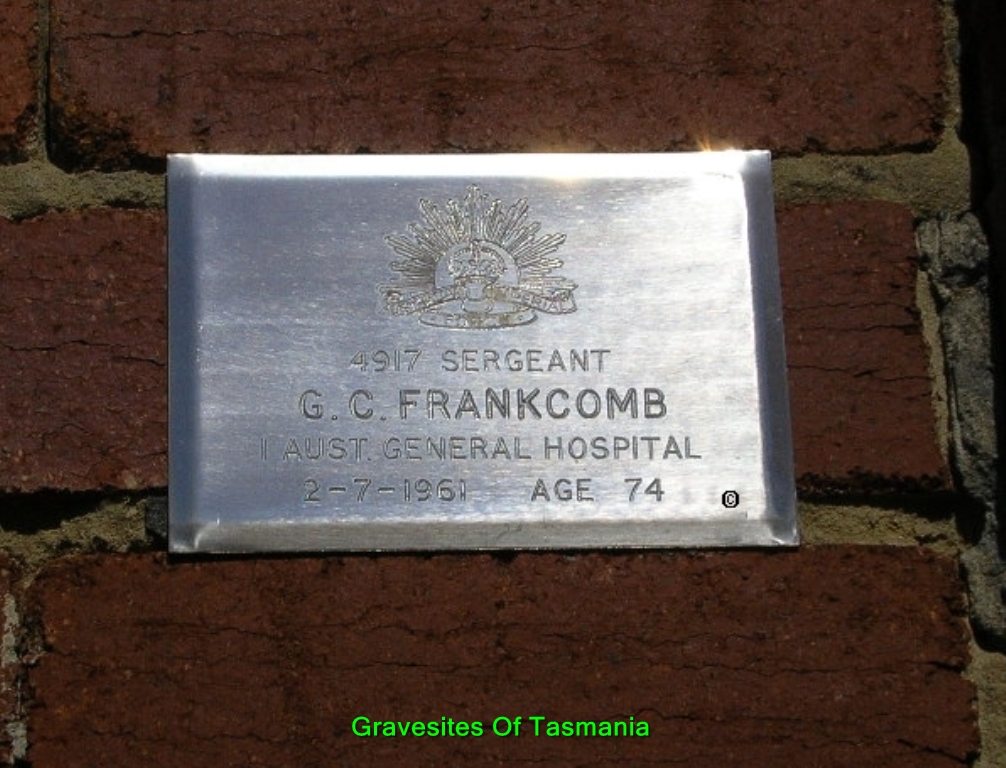 4917 SERGEANT
G. C. FRANKCOMB
1 AUST. GENERAL HOSPITAL
2-7-1961 AGE 74
©
Gravesites Of Tasmania